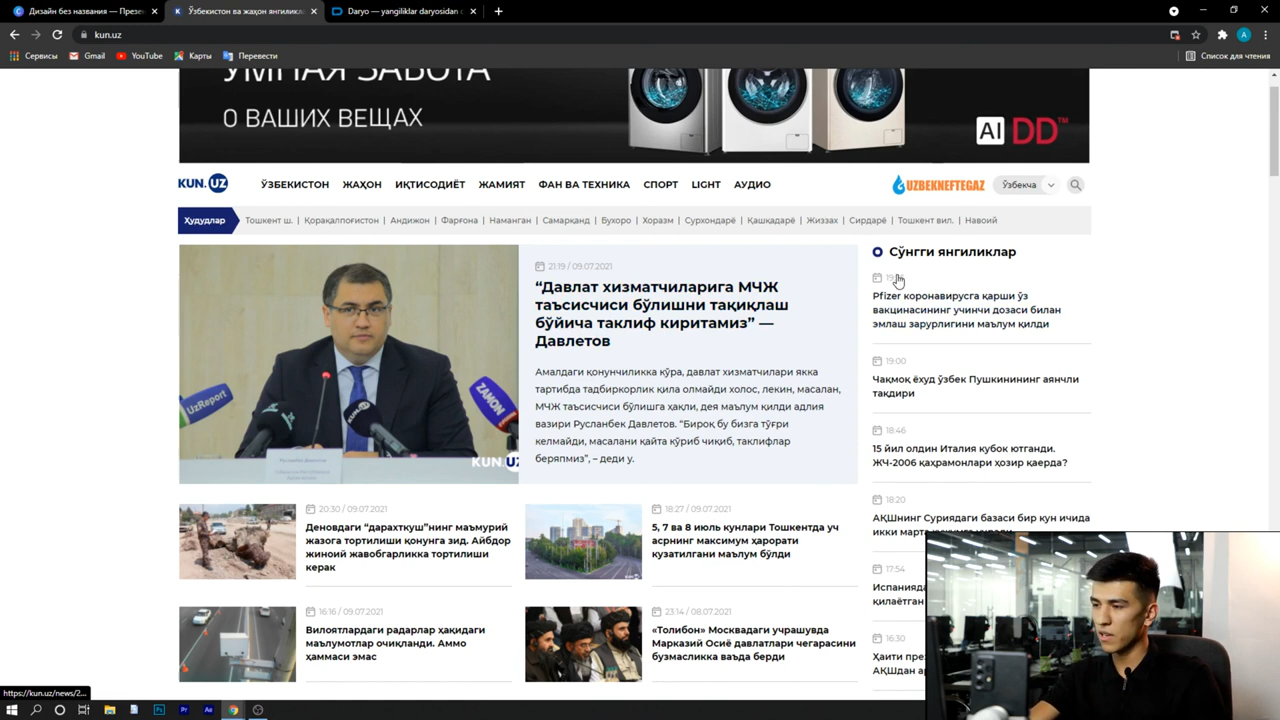 Дизайн без названия — Презе
Ўзбекистон ва жаҳон янгиликл
Daryo — yangiliklar daryosidan с
kun.uz
Сервисы
Gmail
YouTube
Карты
Перевести
Список для чтения
УМНАЯ ЗАБОТА
О ВАШИХ ВЕЩАХ
AI DD™
KUN.UZ
ЎЗБЕКИСТОН
ЖАҲОН
ИҚТИСОДИЁТ
ЖАМИЯТ
ФАН ВА ТЕХНИКА
СПОРТ
LIGHT
АУДИО
UZBEKNEFTEGAZ
Ўзбекча
Ҳудудлар
Тошкент ш. | Қорақалпоғистон | Андижон | Фарғона | Наманган | Самарқанд | Бухоро | Хоразм | Сурхондарё | Қашқадарё | Жиззах | Сирдарё | Тошкент вил. | Навоий
UzReport
ZAMON
KUN.UZ
21:19 / 09.07.2021
“Давлат хизматчиларига МЧЖ
таъсисчиси бўлишни тақиқлаш
бўйича таклиф киритамиз” —
Давлетов
Амалдаги қонунчиликка кўра, давлат хизматчилари якка
тартибда тадбиркорлик қила олмайди холос, лекин, масалан,
МЧЖ таъсисчиси бўлишга ҳақли, дея маълум қилди адлия
вазири Русланбек Давлетов. “Бироқ бу бизга тўғри
келмайди, масалани қайта кўриб чиқиб, таклифлар
беряпмиз”, – деди у.
20:30 / 09.07.2021
Деновдаги “дарахткуш”нинг маъмурий
жазога тортилиши қонунга зид. Айбдор
жиноий жавобгарликка тортилиши
керак
18:27 / 09.07.2021
5, 7 ва 8 июль кунлари Тошкентда уч
асрнинг максимум ҳарорати
кузатилгани маълум бўлди
16:16 / 09.07.2021
Вилоятлардаги радарлар ҳақидаги
маълумотлар очиқланди. Аммо
ҳаммаси эмас
23:14 / 08.07.2021
«Толибон» Москвадаги учрашувда
Марказий Осиё давлатлари чегарасини
бузмасликка ваъда берди
Сўнгги янгиликлар
Pfizer коронавирусга қарши ўз
вакцинасининг учинчи дозаси билан
эмлаш зарурлигини маълум қилди
19:00
Чақмоқ ёхуд ўзбек Пушкинининг аянчли
тақдири
18:46
15 йил олдин Италия кубок ютганди.
ЖЧ-2006 қаҳрамонлари ҳозир қаерда?
18:20
АҚШнинг Суриядаги базаси бир кун ичида
икки марта
17:54
Испанияда
қилаётган
16:30
Ҳаити през
АҚШдан ар
https://kun.uz/news/2...